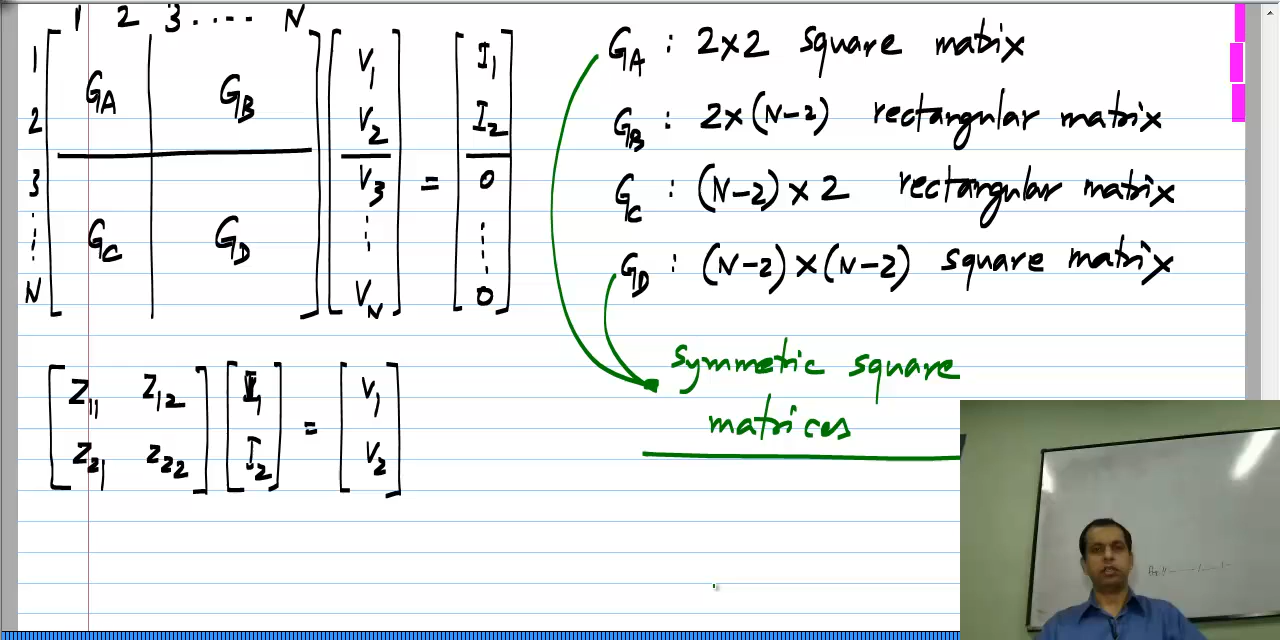 1 2 3 ..... N
1 G_A G_B V_1 I_1
2 V_2 I_2
3 V_3 = 0
⋮ G_C G_D ⋮ ⋮
N V_N 0
G_A : 2×2 square matrix
G_B : 2×(N-2) rectangular matrix
G_C : (N-2)×2 rectangular matrix
G_D : (N-2)×(N-2) square matrix
symmetric square
matrices
Z_11 Z_12 I_1 = V_1
Z_21 Z_22 I_2 V_2